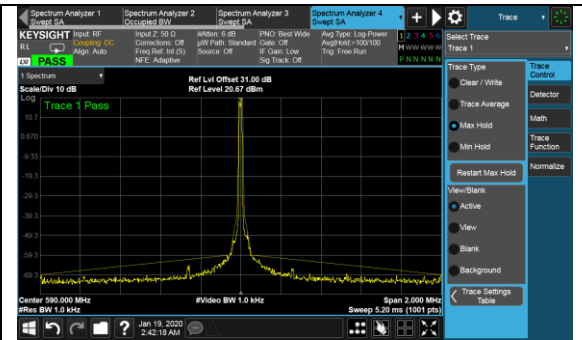 Spectrum Analyzer 1
Swept SA
Spectrum Analyzer 2
Occupied BW
Spectrum Analyzer 3
Swept SA
Spectrum Analyzer 4
Swept SA
Trace
KEYSIGHT
RL
LXI
PASS
Input: RF
Coupling: DC
Align: Auto
Input Z: 50 Ω
Corrections: Off
Freq Ref: Int (S)
NFE: Adaptive
#Atten: 6 dB
µW Path: Standard
Source: Off
PNO: Best Wide
Gate: Off
IF Gain: Low
Sig Track: Off
Avg Type: Log-Power
Avg|Hold >100/100
Trig: Free Run
1 2 3 4 5 6
M W W W W W
P N N N N N
Select Trace
Trace 1
1 Spectrum
Scale/Div 10 dB
Ref Lvl Offset 31.00 dB
Ref Level 20.67 dBm
Log
Trace 1 Pass
10.7
0.670
-9.33
-19.3
-29.3
-39.3
-49.3
-59.3
-69.3
Center 590.000 MHz
#Res BW 1.0 kHz
#Video BW 1.0 kHz
Span 2.000 MHz
Sweep 5.20 ms (1001 pts)
Trace Type
Clear / Write
Trace Average
Max Hold
Min Hold
Restart Max Hold
View/Blank
Active
View
Blank
Background
Trace Settings
Table
Trace
Control
Detector
Math
Trace
Function
Normalize
?
Jan 19, 2020
2:42:18 AM